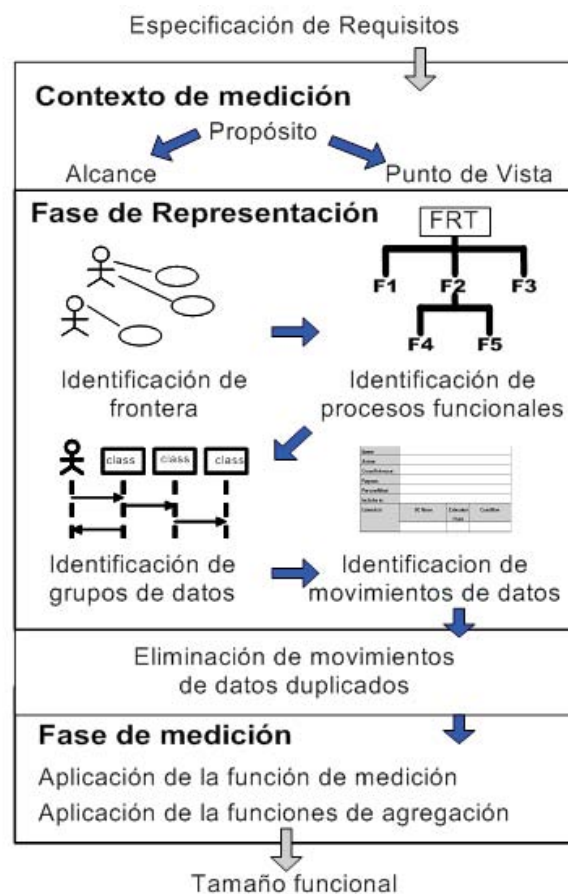 Especificación de Requisitos
Contexto de medición
Propósito
Alcance
Punto de Vista
Fase de Representación
FRT
F1 F2 F3
F4 F5
Identificación de
frontera
Identificación de
procesos funcionales
class class class
Identificación de
grupos de datos
Identificacion de
movimientos de datos
Eliminación de movimientos
de datos duplicados
Fase de medición
Aplicación de la función de medición
Aplicación de la funciones de agregación
Tamaño funcional